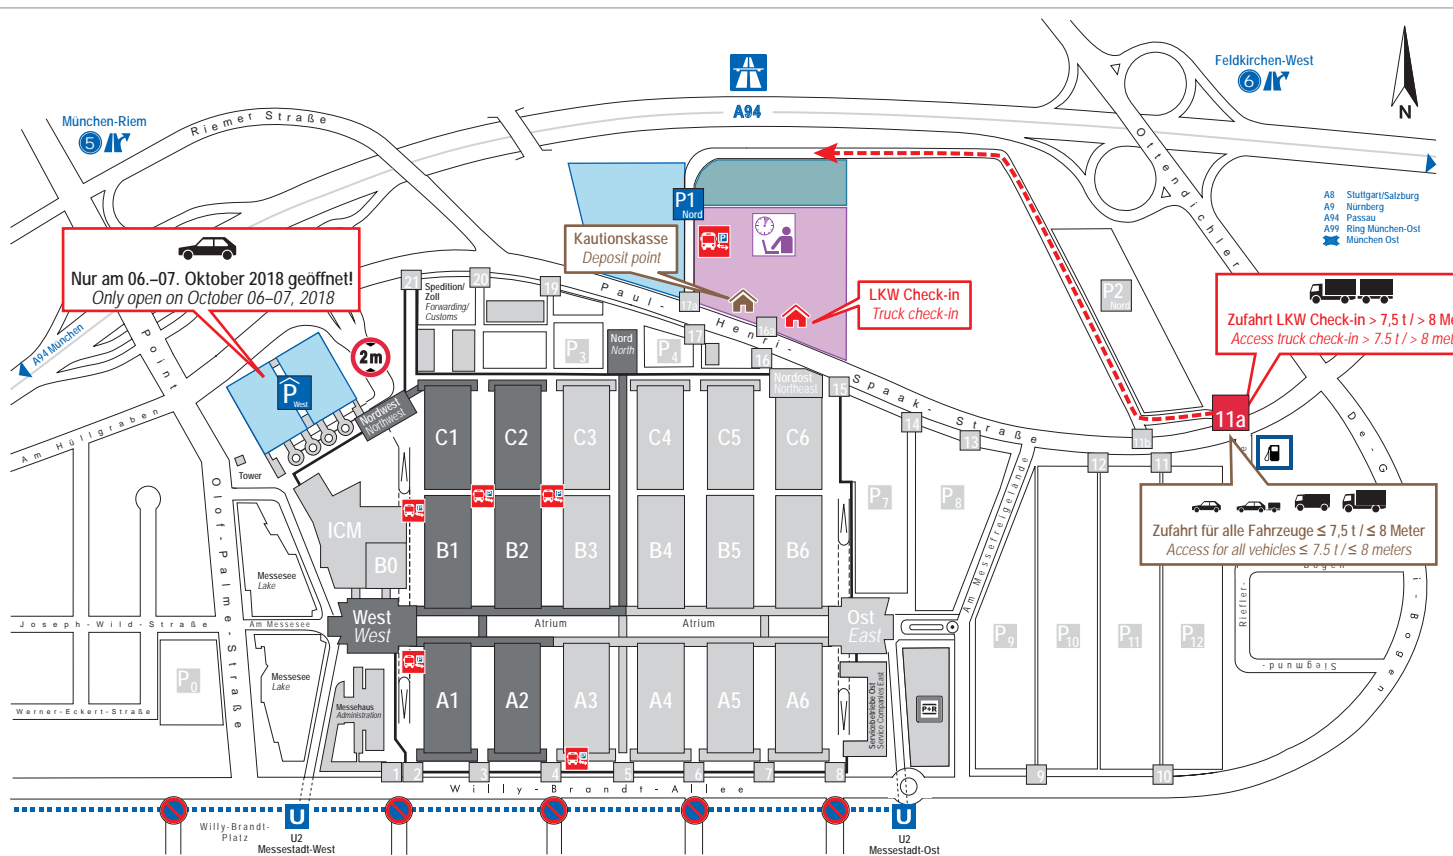 Feldkirchen-West
6
A94
München-Riem
5
Riemer Straße
N
Ottendichler
A8 Stuttgart/Salzburg
A9 Nürnberg
A94 Passau
A99 Ring München-Ost
München Ost
P1
Nord
Kautionskasse
Deposit point
Nur am 06.–07. Oktober 2018 geöffnet!
Only open on October 06–07, 2018
21
20
19
Spedition/
Zoll
Forwarding/
Customs
Paul-Henri-Spaak-Straße
17a
16a
17
16
15
14
13
LKW Check-in
Truck check-in
P2
Nord
Zufahrt LKW Check-in > 7,5 t / > 8 Me
Access truck check-in > 7.5 t / > 8 met
A94 München
Point
2m
P3
Nord
North
P4
P
West
Nordwest
Northwest
Nordost
Northeast
11a
11b
12
11
De-G
Am Hüllgraben
Tower
C1
C2
C3
C4
C5
C6
P7
P8
Zufahrt für alle Fahrzeuge ≤ 7,5 t / ≤ 8 Meter
Access for all vehicles ≤ 7.5 t / ≤ 8 meters
Olof-Palme-Straße
ICM
B0
B1
B2
B3
B4
B5
B6
Am Messefreigelände
Messesee
Lake
Riefler-
Bogen
i-Bogen
Joseph-Wild-Straße
Am Messesee
West
West
Atrium
Atrium
Ost
East
P9
P10
P11
P12
Siegmund-
P0
Messesee
Lake
Werner-Eckert-Straße
Messehaus
Administration
A1
A2
A3
A4
A5
A6
Servicebetriebe Ost
Service Companies East
P+R
1
2
3
4
5
6
7
8
9
10
Willy-Brandt-Allee
Willy-Brandt-
Platz
U
U2
Messestadt-West
U
U2
Messestadt-Ost